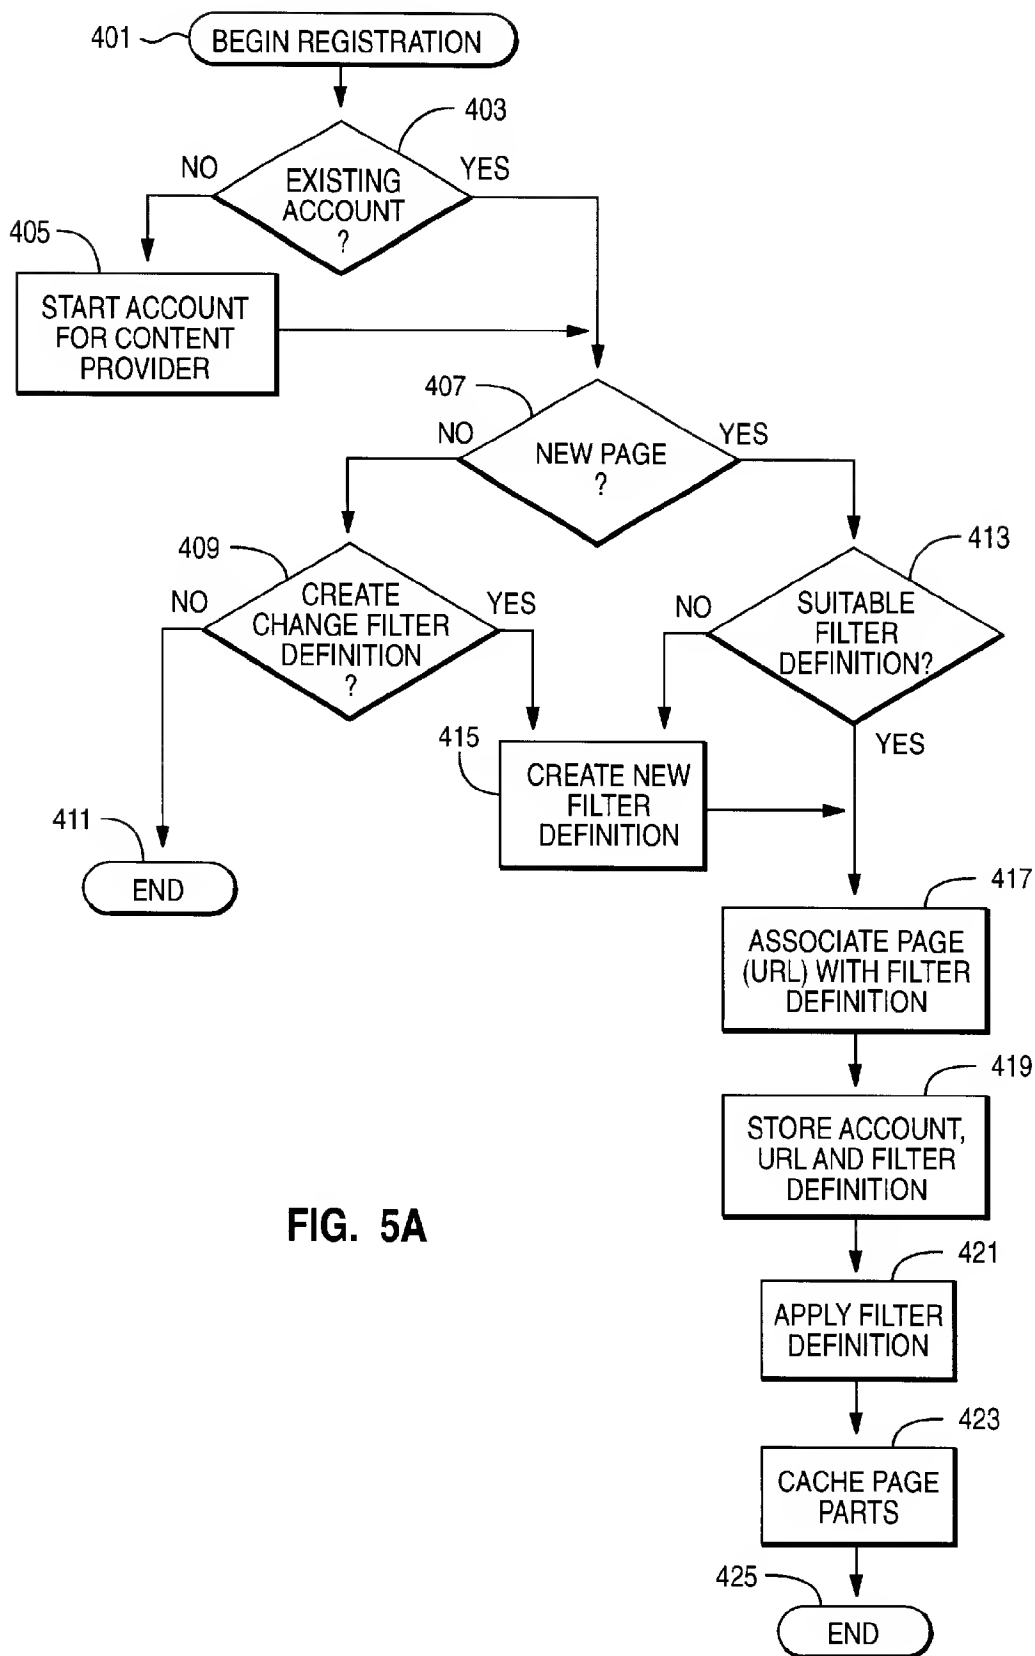 401
BEGIN REGISTRATION
403
NO
YES
EXISTING
ACCOUNT
?
405
START ACCOUNT
FOR CONTENT
PROVIDER
407
NO
YES
NEW PAGE
?
409
NO
YES
CREATE
CHANGE FILTER
DEFINITION
?
413
NO
SUITABLE
FILTER
DEFINITION?
YES
415
CREATE NEW
FILTER
DEFINITION
411
END
417
ASSOCIATE PAGE
(URL) WITH FILTER
DEFINITION
419
STORE ACCOUNT,
URL AND FILTER
DEFINITION
FIG. 5A
421
APPLY FILTER
DEFINITION
423
CACHE PAGE
PARTS
425
END